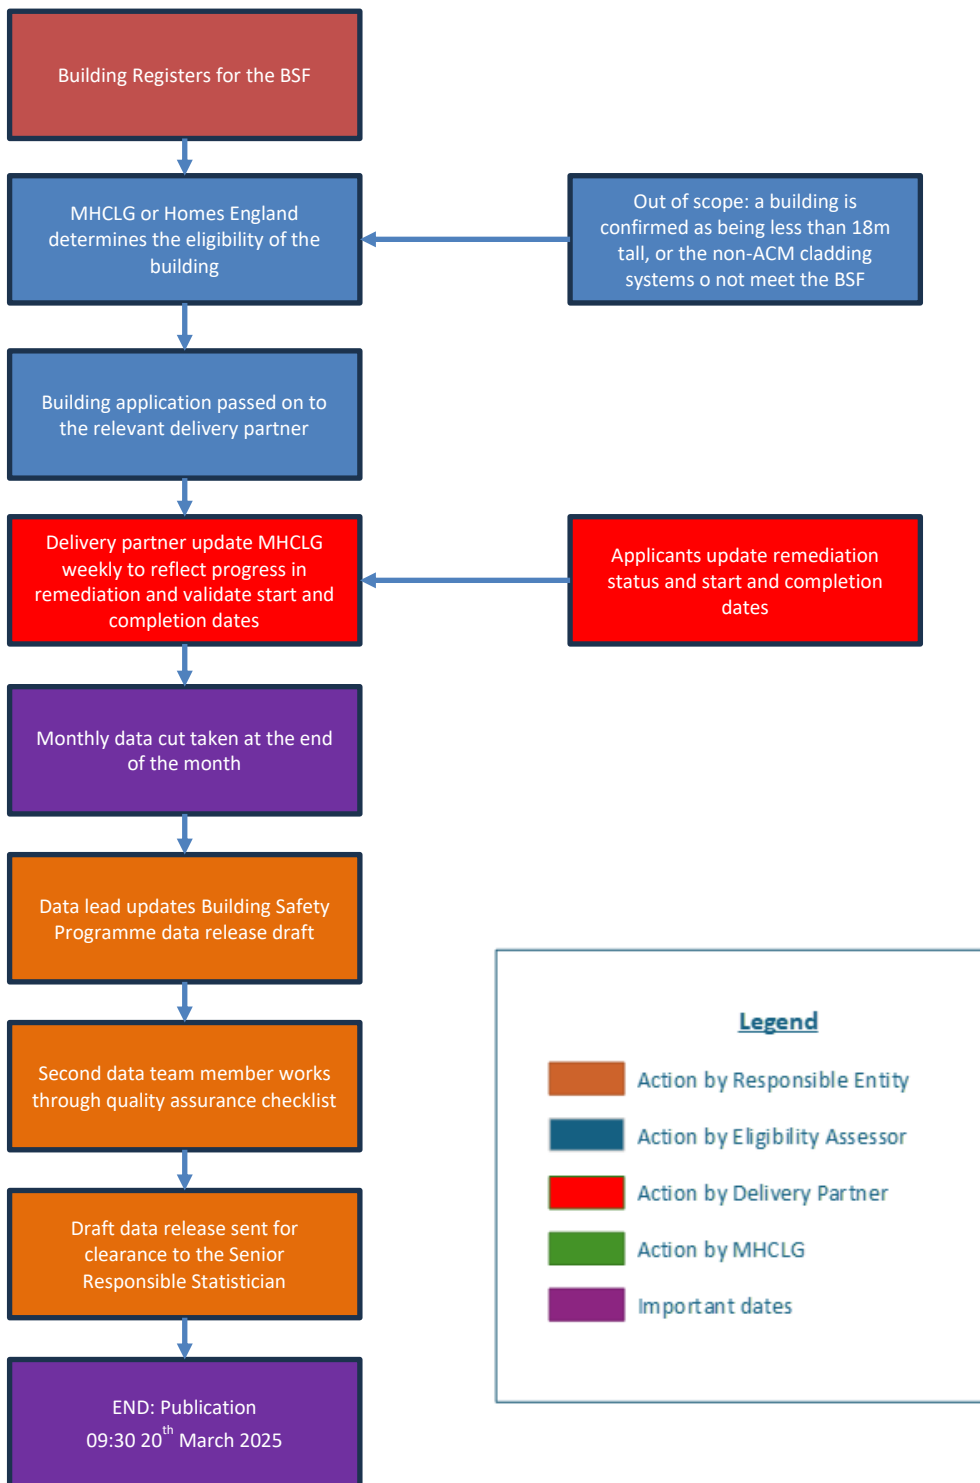 Building Registers for the BSF
MHCLG or Homes England
determines the eligibility of the
building
Out of scope: a building is
confirmed as being less than 18m
tall, or the non-ACM cladding
systems o not meet the BSF
Building application passed on to
the relevant delivery partner
Delivery partner update MHCLG
weekly to reflect progress in
remediation and validate start and
completion dates
Applicants update remediation
status and start and completion
dates
Monthly data cut taken at the end
of the month
Data lead updates Building Safety
Programme data release draft
Second data team member works
through quality assurance checklist
Draft data release sent for
clearance to the Senior
Responsible Statistician
END: Publication
09:30 20th March 2025
Legend
Action by Responsible Entity
Action by Eligibility Assessor
Action by Delivery Partner
Action by MHCLG
Important dates